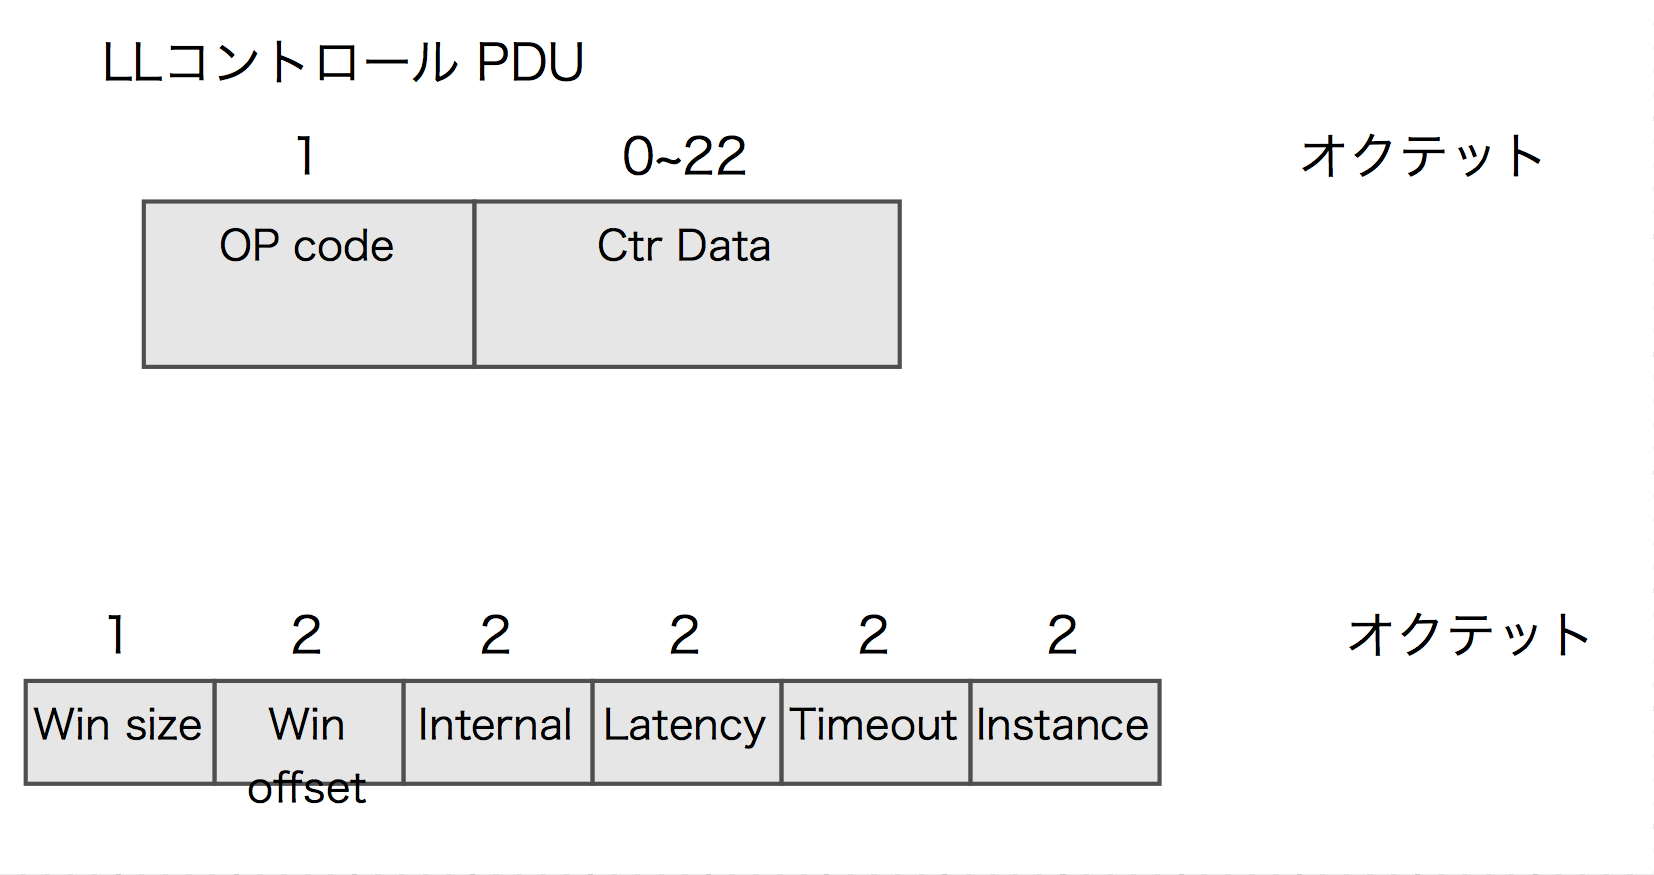 LLコントロール PDU
1 0~22 オクテット
OP code Ctr Data
1 2 2 2 2 2 オクテット
Win size Win Internal Latency Timeout Instance
offset